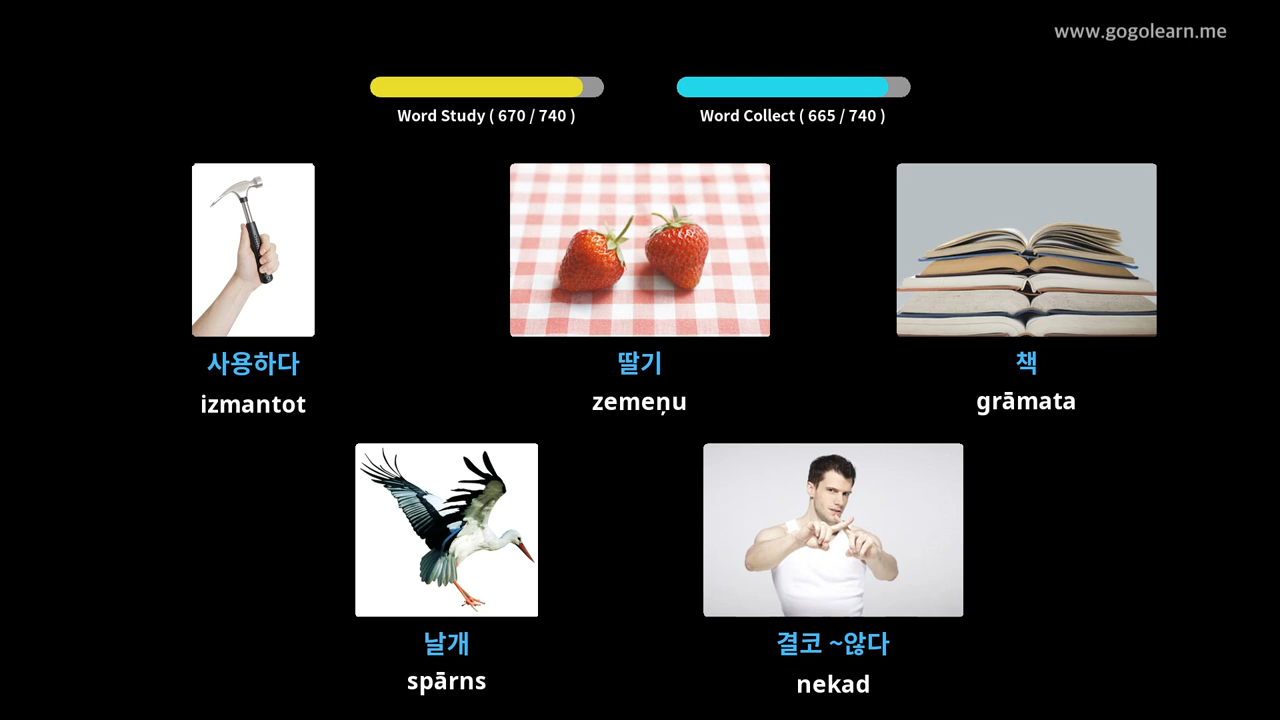 www.gogolearn.me
Word Study ( 670 / 740 )
Word Collect ( 665 / 740 )
사용하다
izmantot
딸기
zemeņu
책
grāmata
날개
spārns
결코 ~않다
nekad